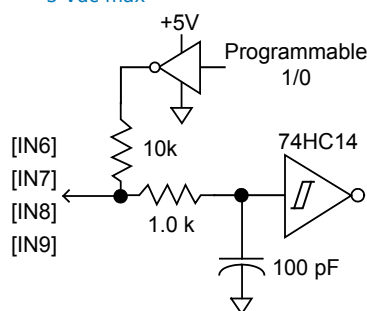 5 Vdc max
+5V
Programmable
1/0
10k
74HC14
[IN6]
[IN7]
[IN8]
[IN9]
1.0 k
100 pF